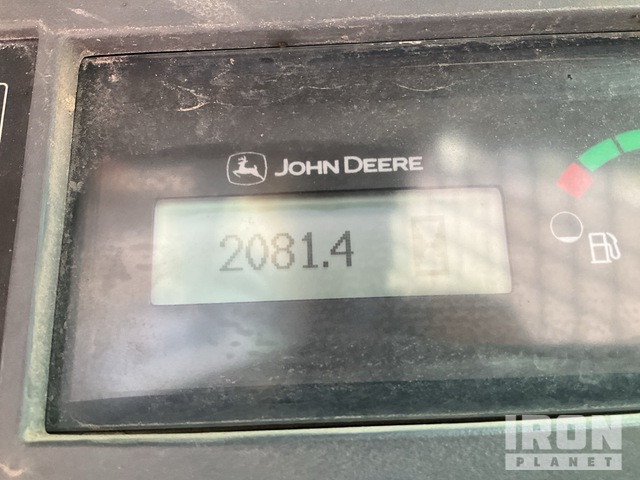 JOHN DEERE
2081.4
IRON
PLANET